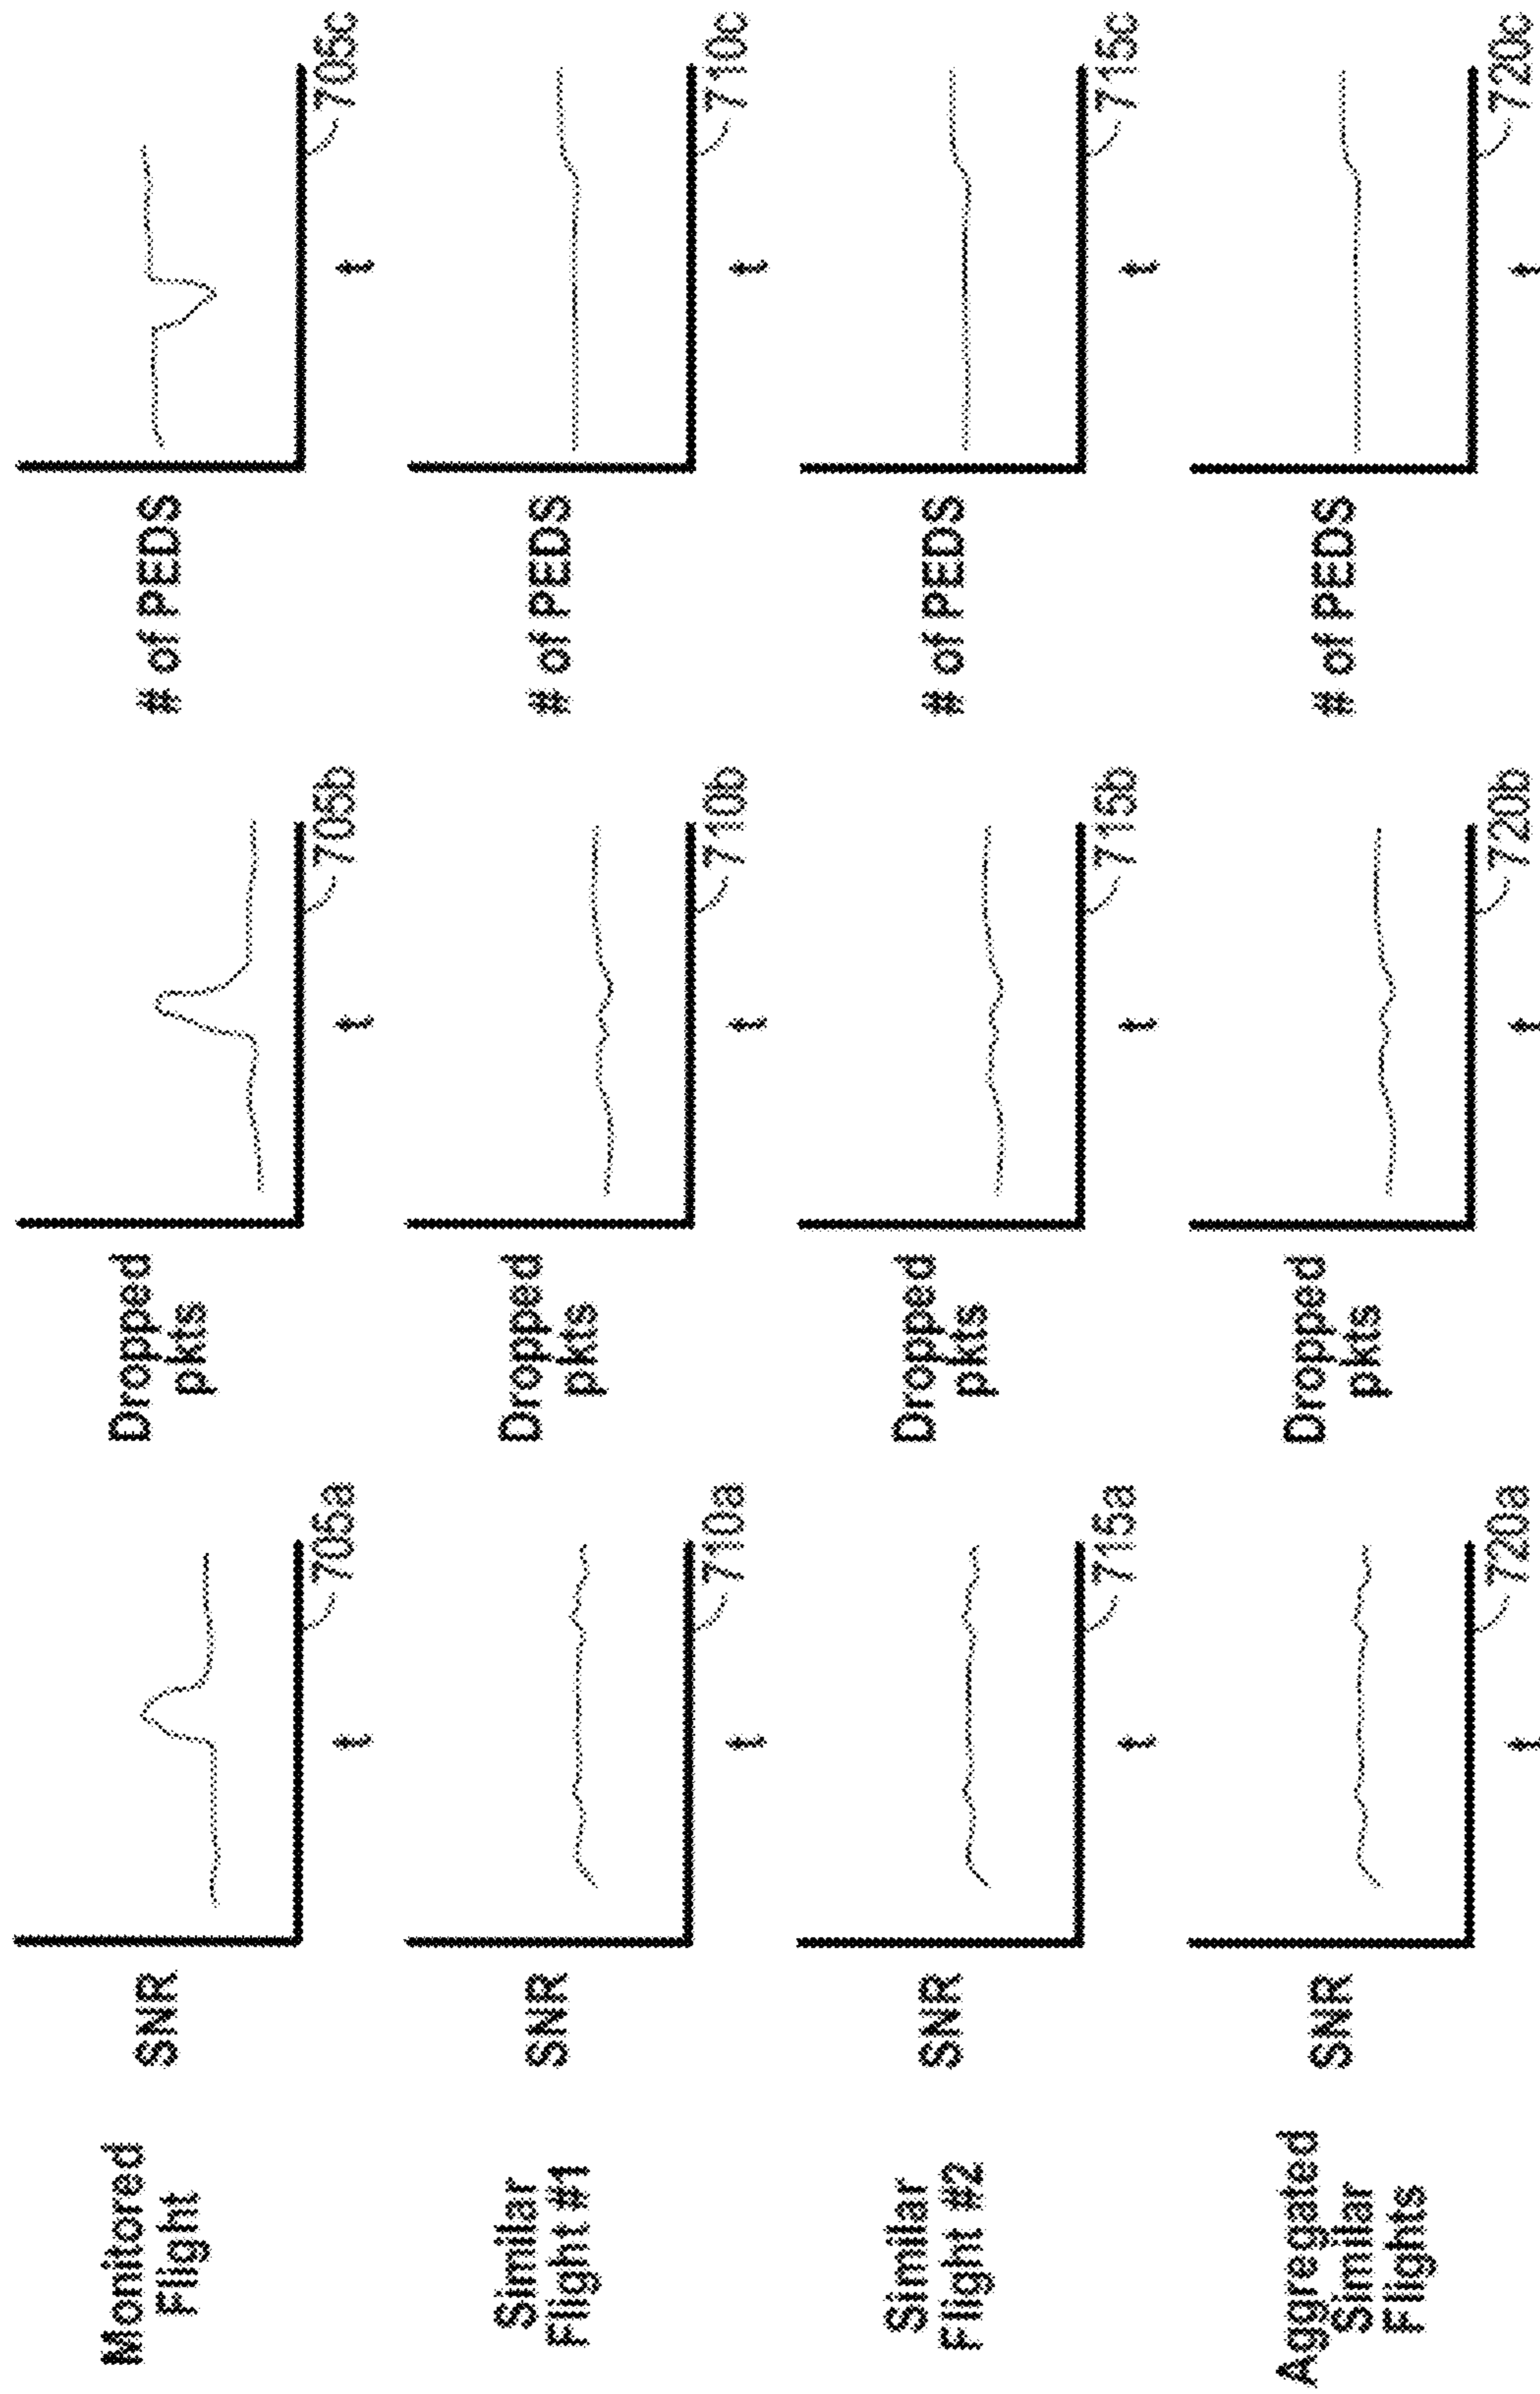 Monitored
Flight
SNR
t
705a
Dropped
pkts
t
705b
# of PEDS
t
705c
Similar
Flight #1
SNR
t
710a
Dropped
pkts
t
710b
# of PEDS
t
710c
Similar
Flight #2
SNR
t
715a
Dropped
pkts
t
715b
# of PEDS
t
715c
Aggregated
Similar
Flights
SNR
t
720a
Dropped
pkts
t
720b
# of PEDS
t
720c